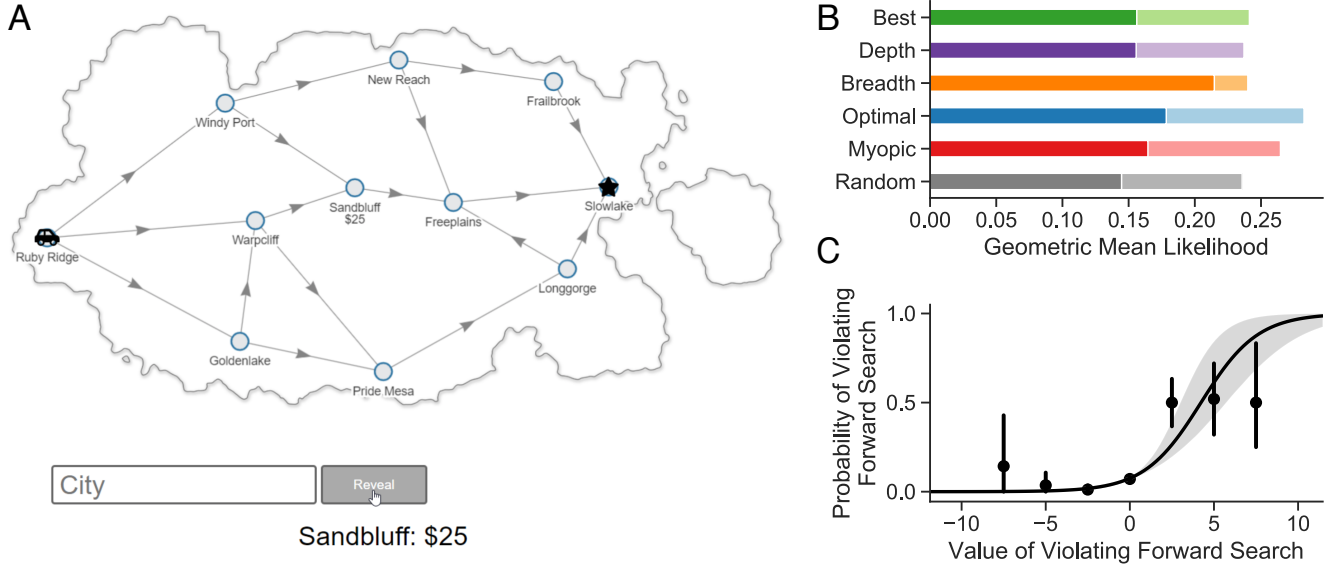 A
New Reach
Frailbrook
Windy Port
Sandbluff
$25
Freeplains
Slowlake
Warpcliff
Ruby Ridge
Longgorge
Goldenlake
Pride Mesa
City
Reveal
Sandbluff: $25
B
Best
Depth
Breadth
Optimal
Myopic
Random
0.00 0.05 0.10 0.15 0.20 0.25
Geometric Mean Likelihood
C
Probability of Violating
Forward Search
1.0
0.5
0.0
−10 −5 0 5 10
Value of Violating Forward Search